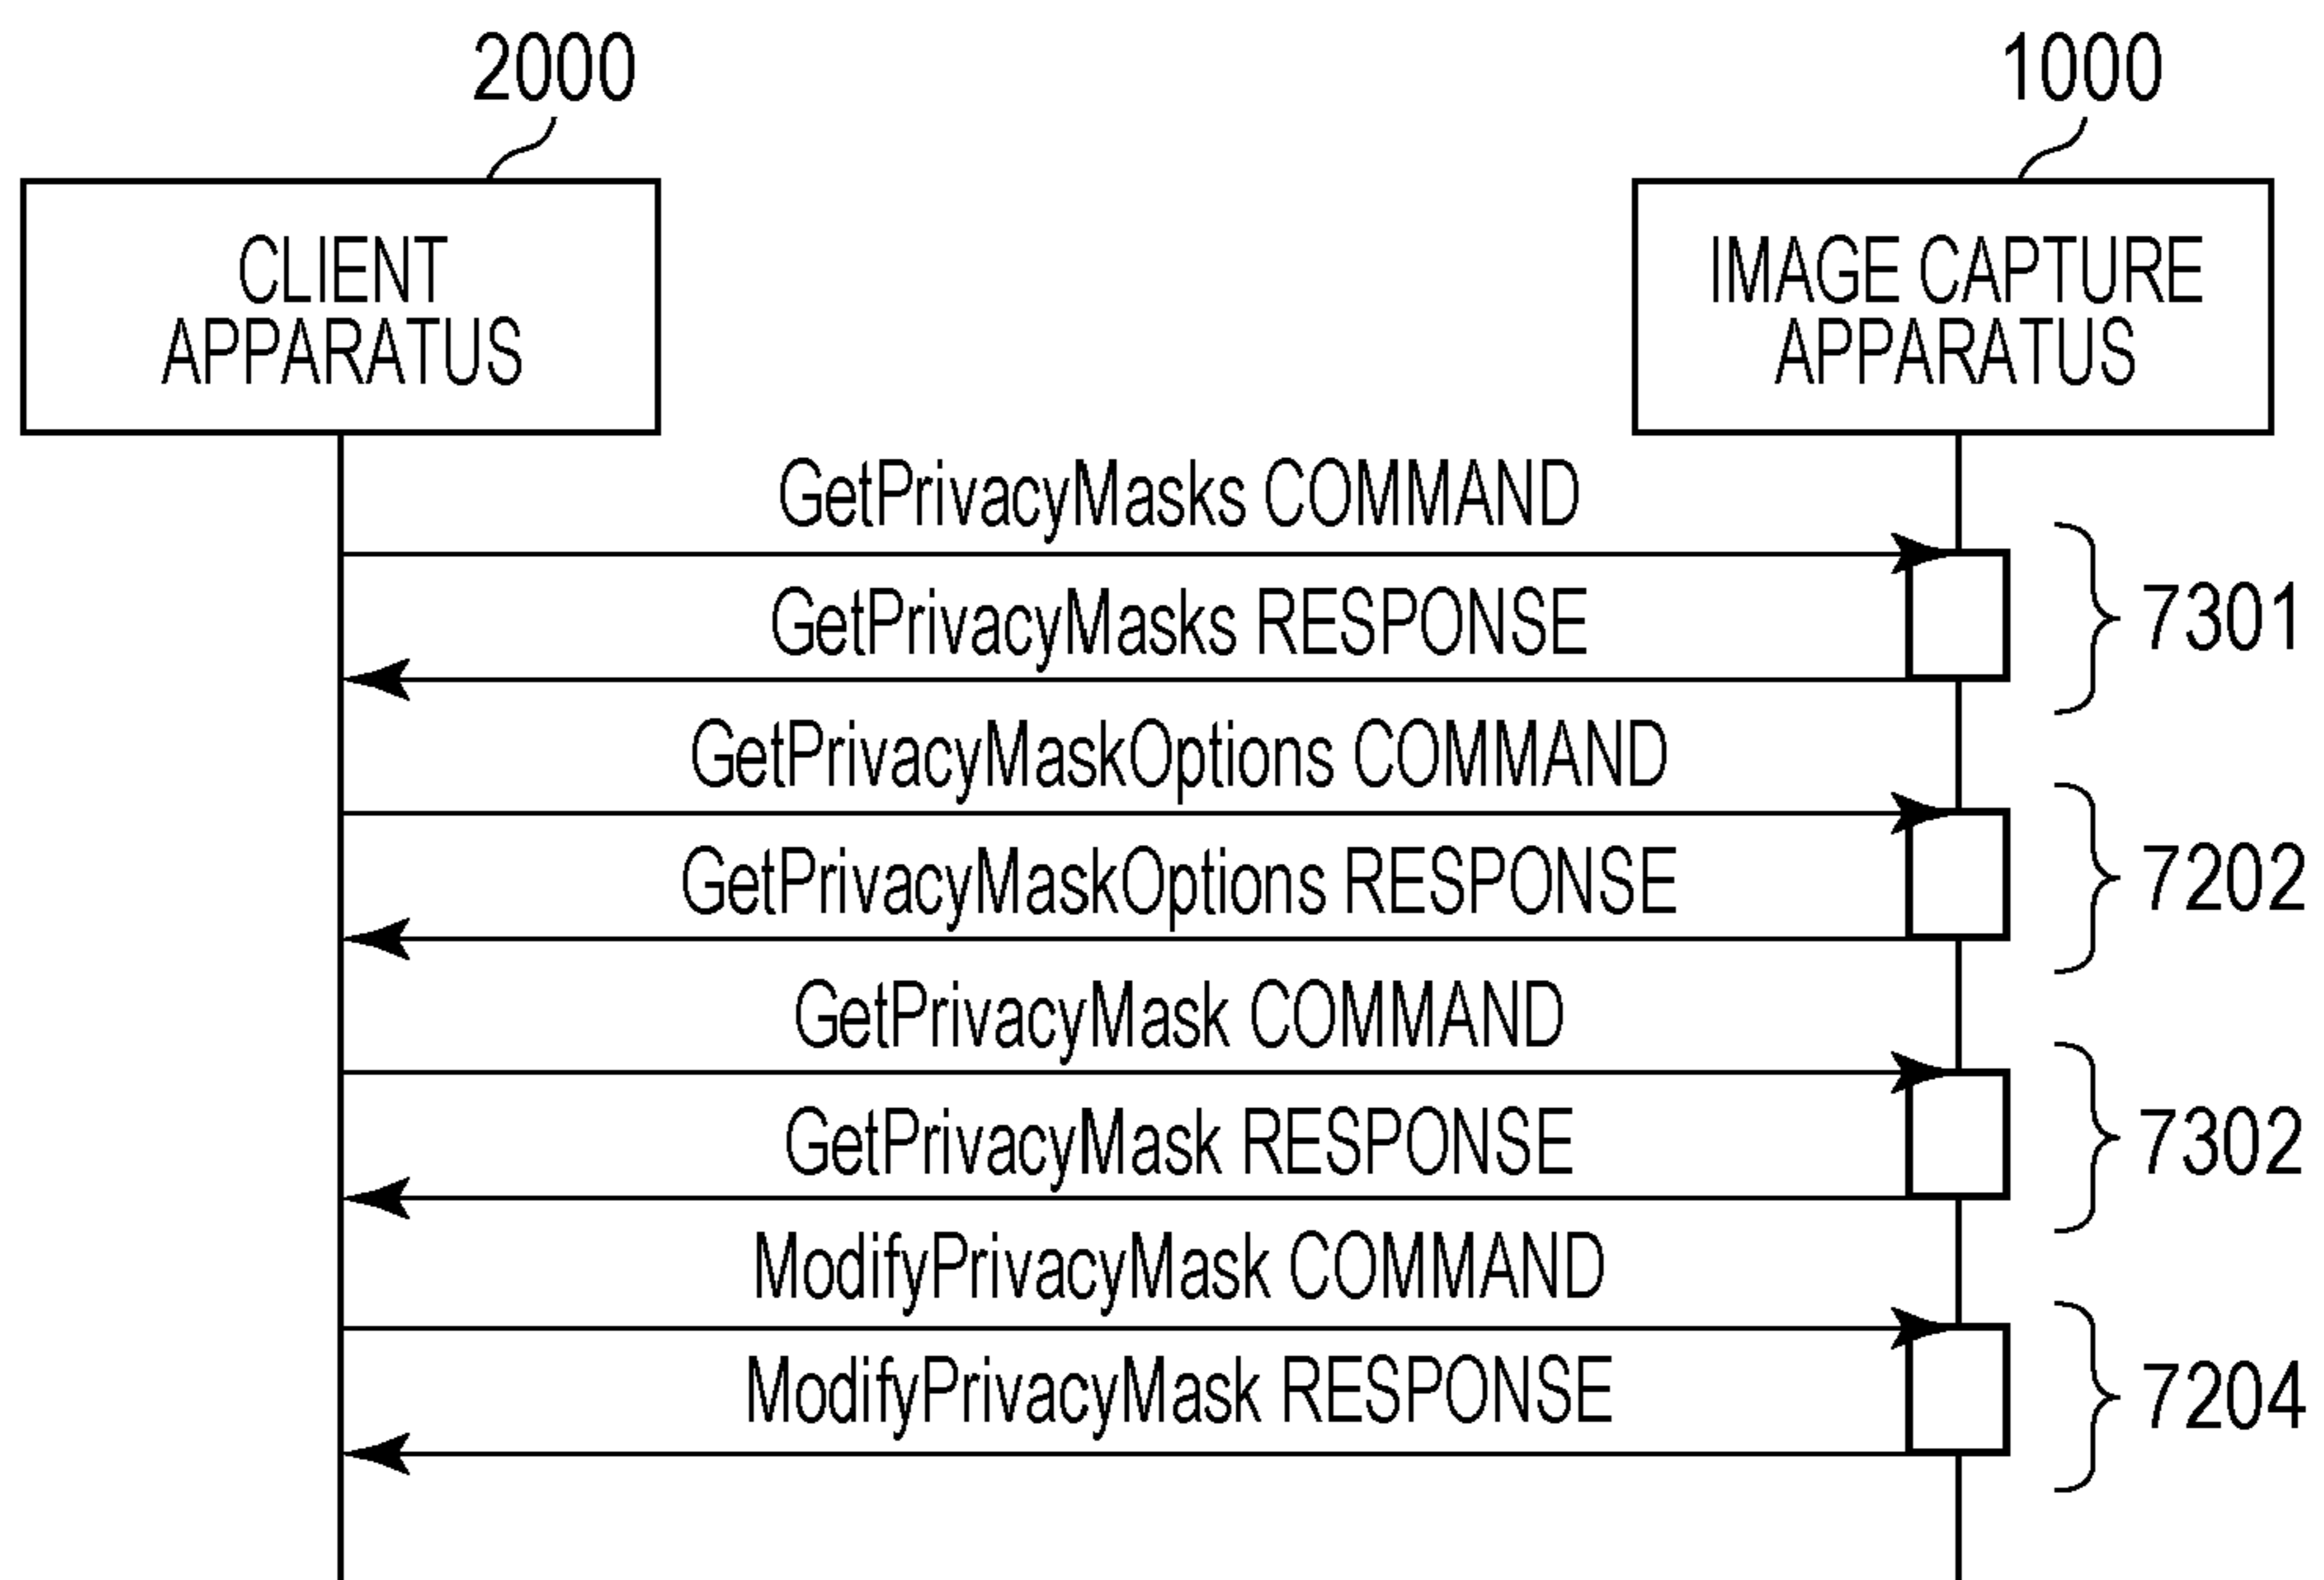 2000
1000
CLIENT
APPARATUS
IMAGE CAPTURE
APPARATUS
GetPrivacyMasks COMMAND
GetPrivacyMasks RESPONSE
7301
GetPrivacyMaskOptions COMMAND
GetPrivacyMaskOptions RESPONSE
7202
GetPrivacyMask COMMAND
GetPrivacyMask RESPONSE
7302
ModifyPrivacyMask COMMAND
ModifyPrivacyMask RESPONSE
7204